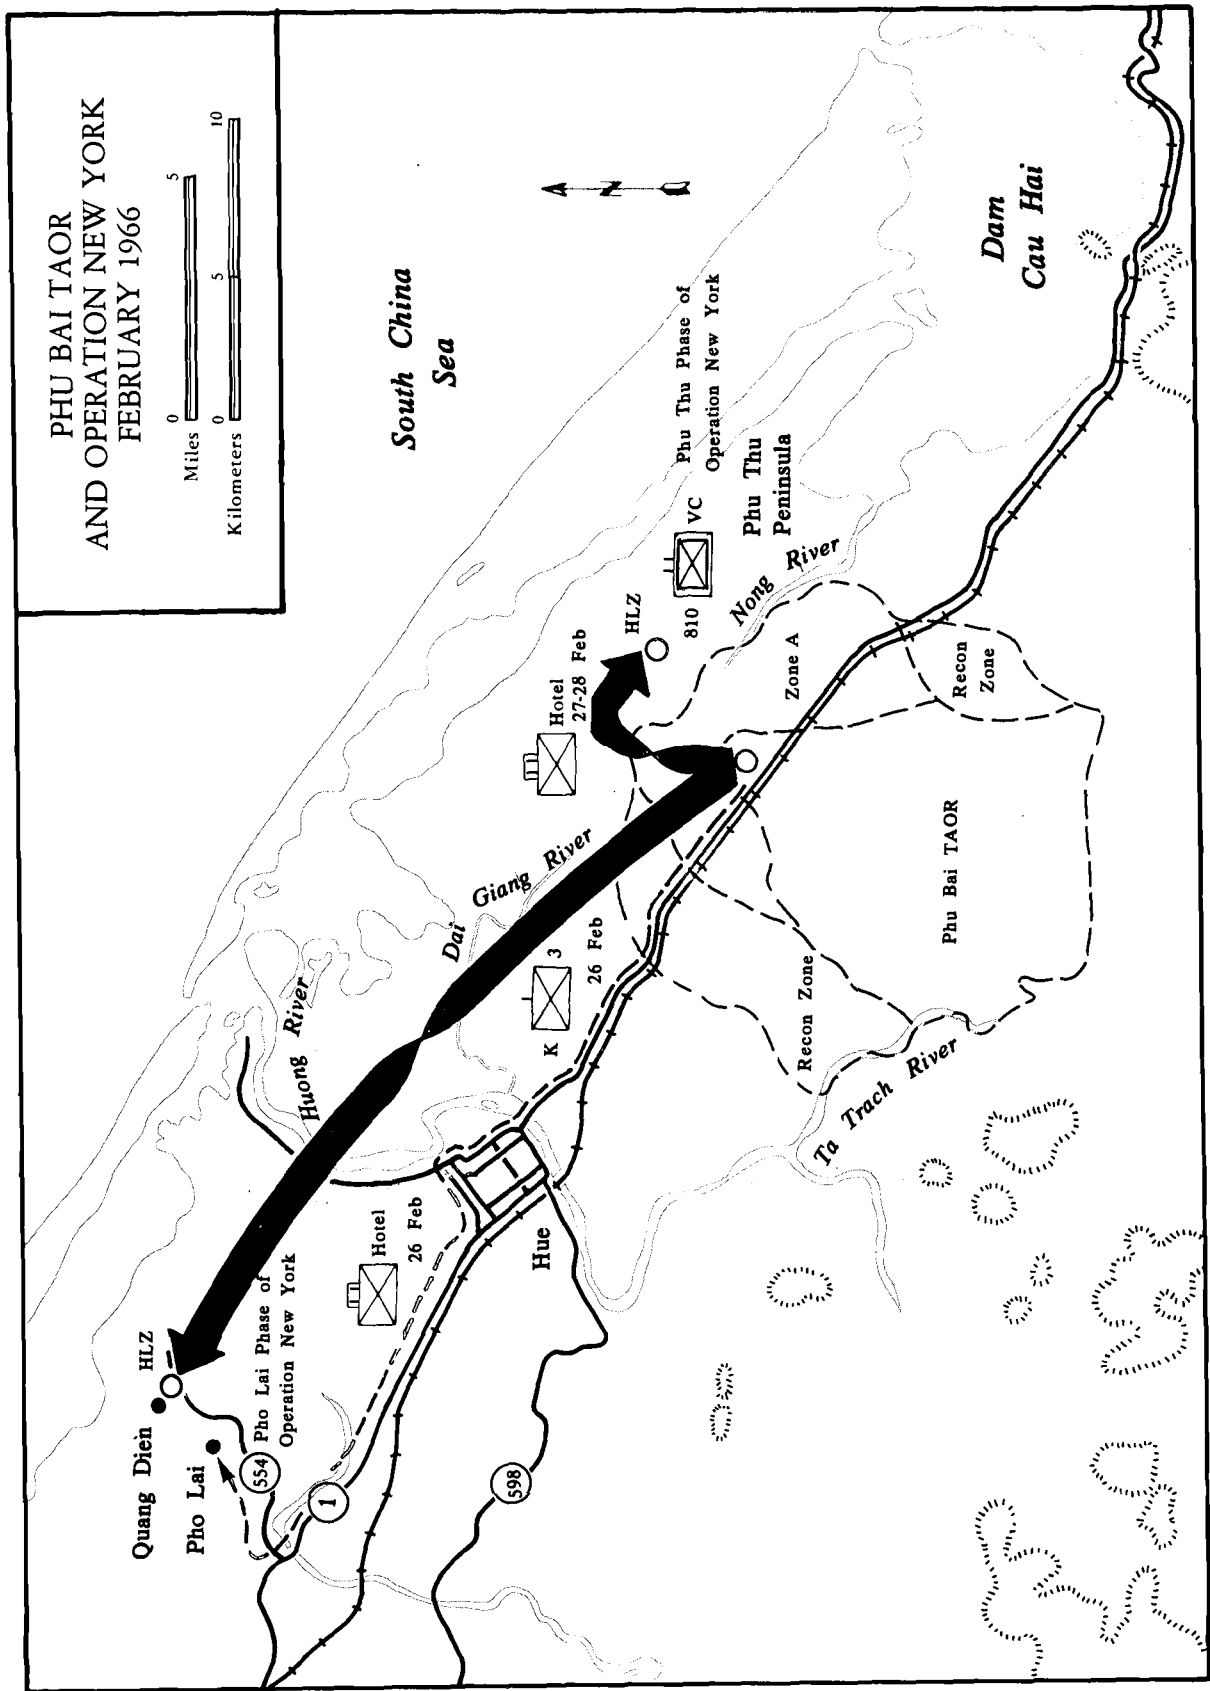 PHU BAI TAOR
AND OPERATION NEW YORK
FEBRUARY 1966
0 5
Miles
0 5 10
Kilometers
South China
Sea
N
Dam
Cau Hai
Phu Thu Phase of
Operation New York
Phu Thu
Peninsula
VC
810
HLZ
Nong River
Hotel
27-28 Feb
Zone A
Recon
Zone
Phu Bai TAOR
Recon Zone
Dai Giang River
K 3
26 Feb
Huong River
Ta Trach River
Hue
Hotel
26 Feb
Pho Lai Phase of
Operation New York
HLZ
Quang Dien
Pho Lai
554
1
598